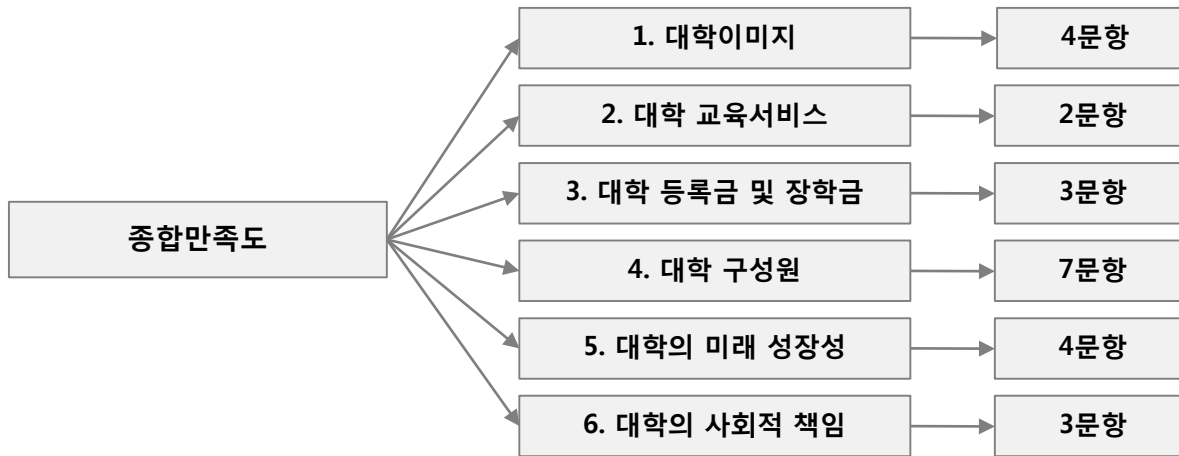 종합만족도
1. 대학이미지
4문항
2. 대학 교육서비스
2문항
3. 대학 등록금 및 장학금
3문항
4. 대학 구성원
7문항
5. 대학의 미래 성장성
4문항
6. 대학의 사회적 책임
3문항